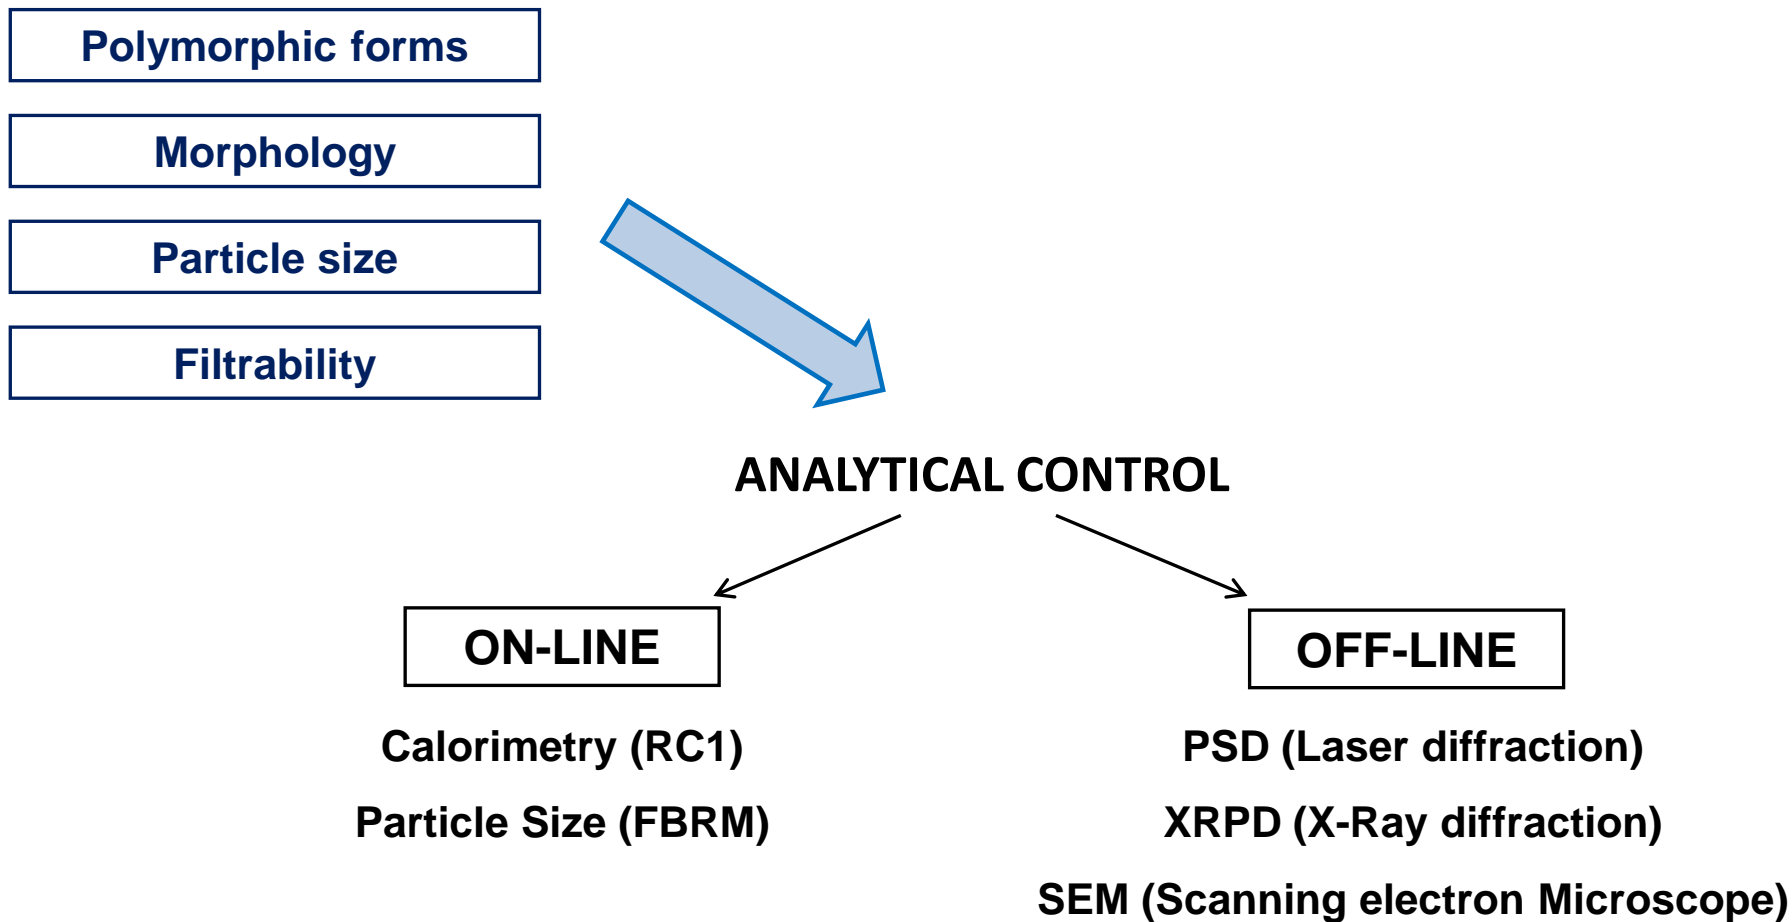 Polymorphic forms
Morphology
Particle size
Filtrability
ANALYTICAL CONTROL
ON-LINE
OFF-LINE
Calorimetry (RC1)
PSD (Laser diffraction)
Particle Size (FBRM)
XRPD (X-Ray diffraction)
SEM (Scanning electron Microscope)